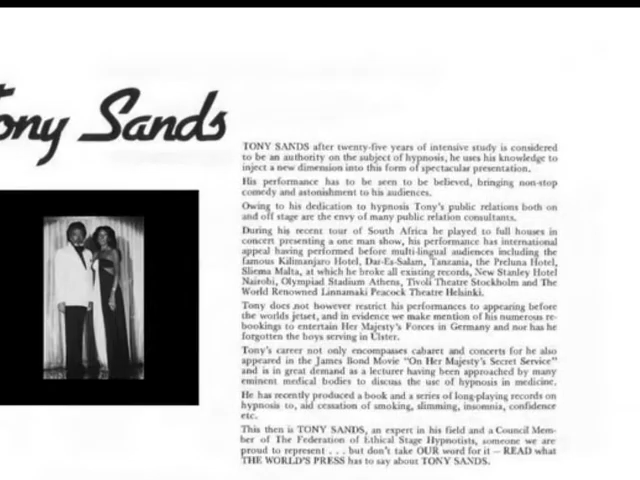 Tony Sands
TONY SANDS after twenty-five years of intensive study is considered
to be an authority on the subject of hypnosis, he uses his knowledge to
inject a new dimension into this form of spectacular presentation.
His performance has to be seen to be believed, bringing non-stop
comedy and astonishment to his audiences.
Owing to his dedication to hypnosis Tony's public relations both on
and off stage are the envy of many public relation consultants.
During his recent tour of South Africa he played to full houses in
concert presenting a one man show, his performance has international
appeal having performed before multi-lingual audiences including the
famous Kilimanjaro Hotel, Dar-Es-Salam, Tanzania, the Preluna Hotel,
Sliema Malta, at which he broke all existing records, New Stanley Hotel
Nairobi, Olympiad Stadium Athens, Tivoli Theatre Stockholm and The
World Renowned Linnamaki Peacock Theatre Helsinki.
Tony does not however restrict his performances to appearing before
the worlds jetset, and in evidence we make mention of his numerous re-
bookings to entertain Her Majesty's Forces in Germany and nor has he
forgotten the boys serving in Ulster.
Tony's career not only encompasses cabaret and concerts for he also
appeared in the James Bond Movie "On Her Majesty's Secret Service"
and is in great demand as a lecturer having been approached by many
eminent medical bodies to discuss the use of hypnosis in medicine.
He has recently produced a book and a series of long-playing records on
hypnosis to, aid cessation of smoking, slimming, insomnia, confidence
etc.
This then is TONY SANDS, an expert in his field and a Council Mem-
ber of The Federation of Ethical Stage Hypnotists, someone we are
proud to represent . . . but don't take OUR word for it — READ what
THE WORLD'S PRESS has to say about TONY SANDS.